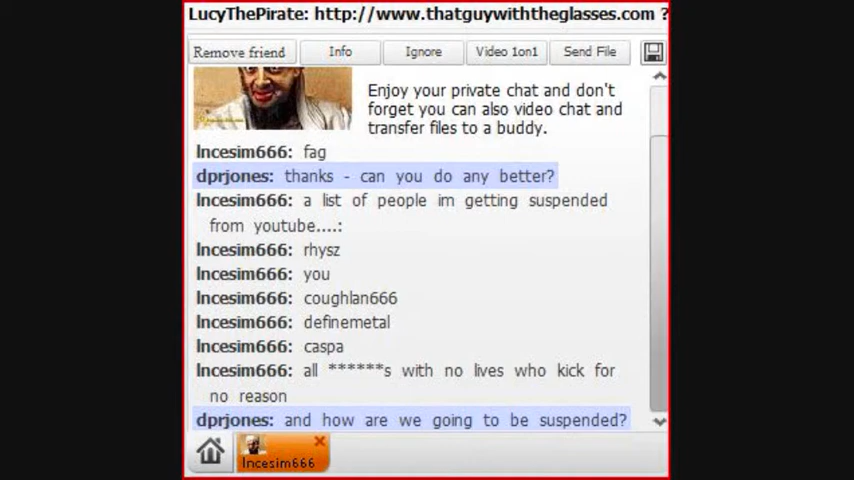 LucyThePirate: http://www.thatguywiththeglasses.com ?
Remove friend Info Ignore Video 1on1 Send File
Enjoy your private chat and don't
forget you can also video chat and
transfer files to a buddy.
Incesim666: fag
dprjones: thanks - can you do any better?
Incesim666: a list of people im getting suspended
from youtube....:
Incesim666: rhysz
Incesim666: you
Incesim666: coughlan666
Incesim666: definemetal
Incesim666: caspa
Incesim666: all ******s with no lives who kick for
no reason
dprjones: and how are we going to be suspended?
Incesim666